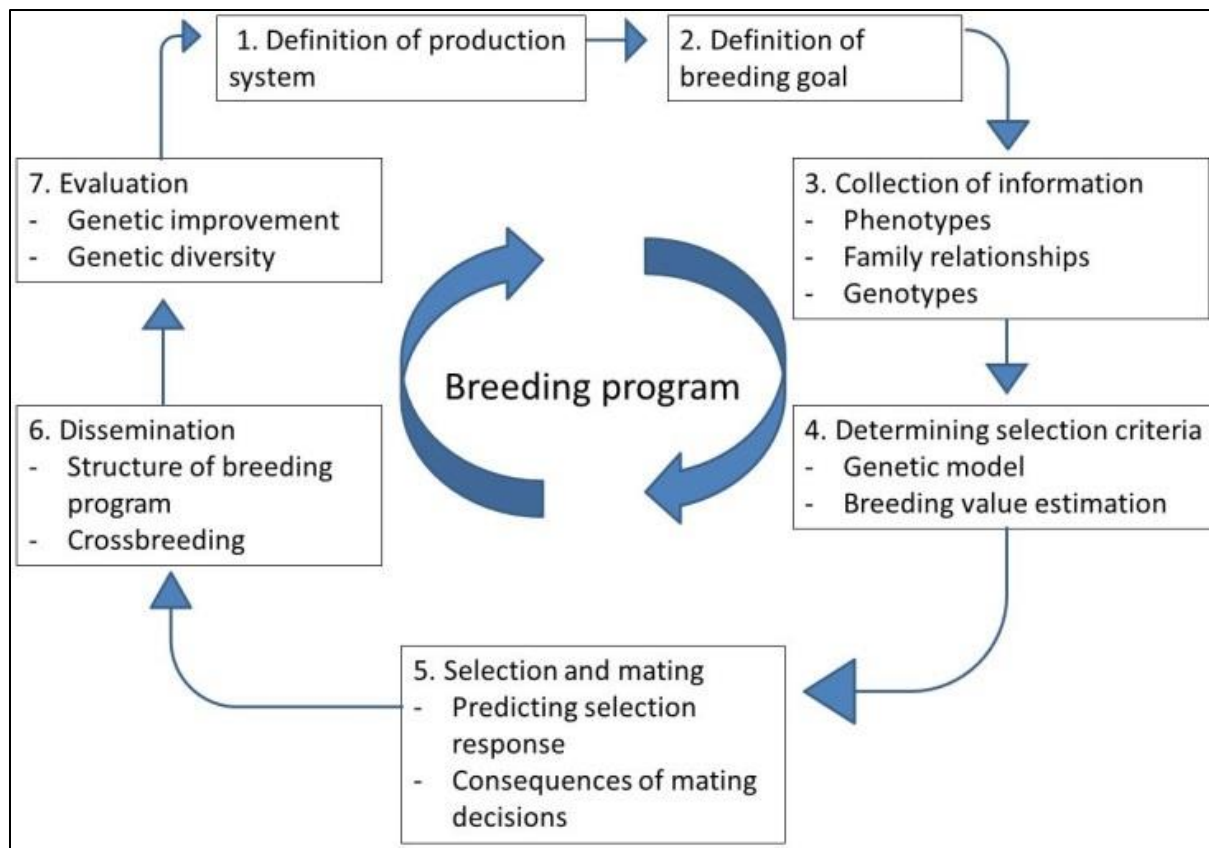 1. Definition of production
system
2. Definition of
breeding goal
3. Collection of information
- Phenotypes
- Family relationships
- Genotypes
4. Determining selection criteria
- Genetic model
- Breeding value estimation
5. Selection and mating
- Predicting selection
response
- Consequences of mating
decisions
6. Dissemination
- Structure of breeding
program
- Crossbreeding
7. Evaluation
- Genetic improvement
- Genetic diversity
Breeding program